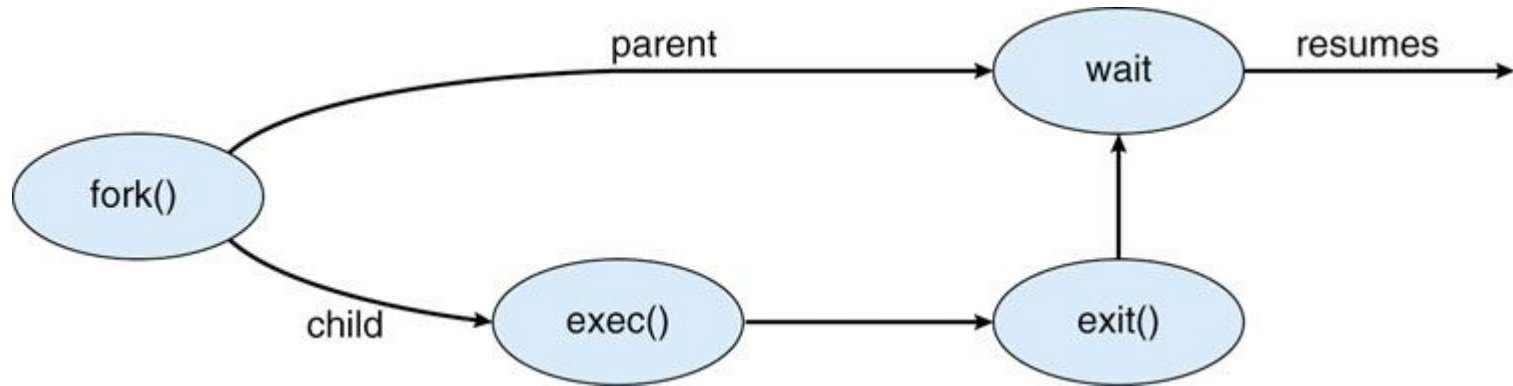 parent
wait
resumes
fork()
child
exec()
exit()